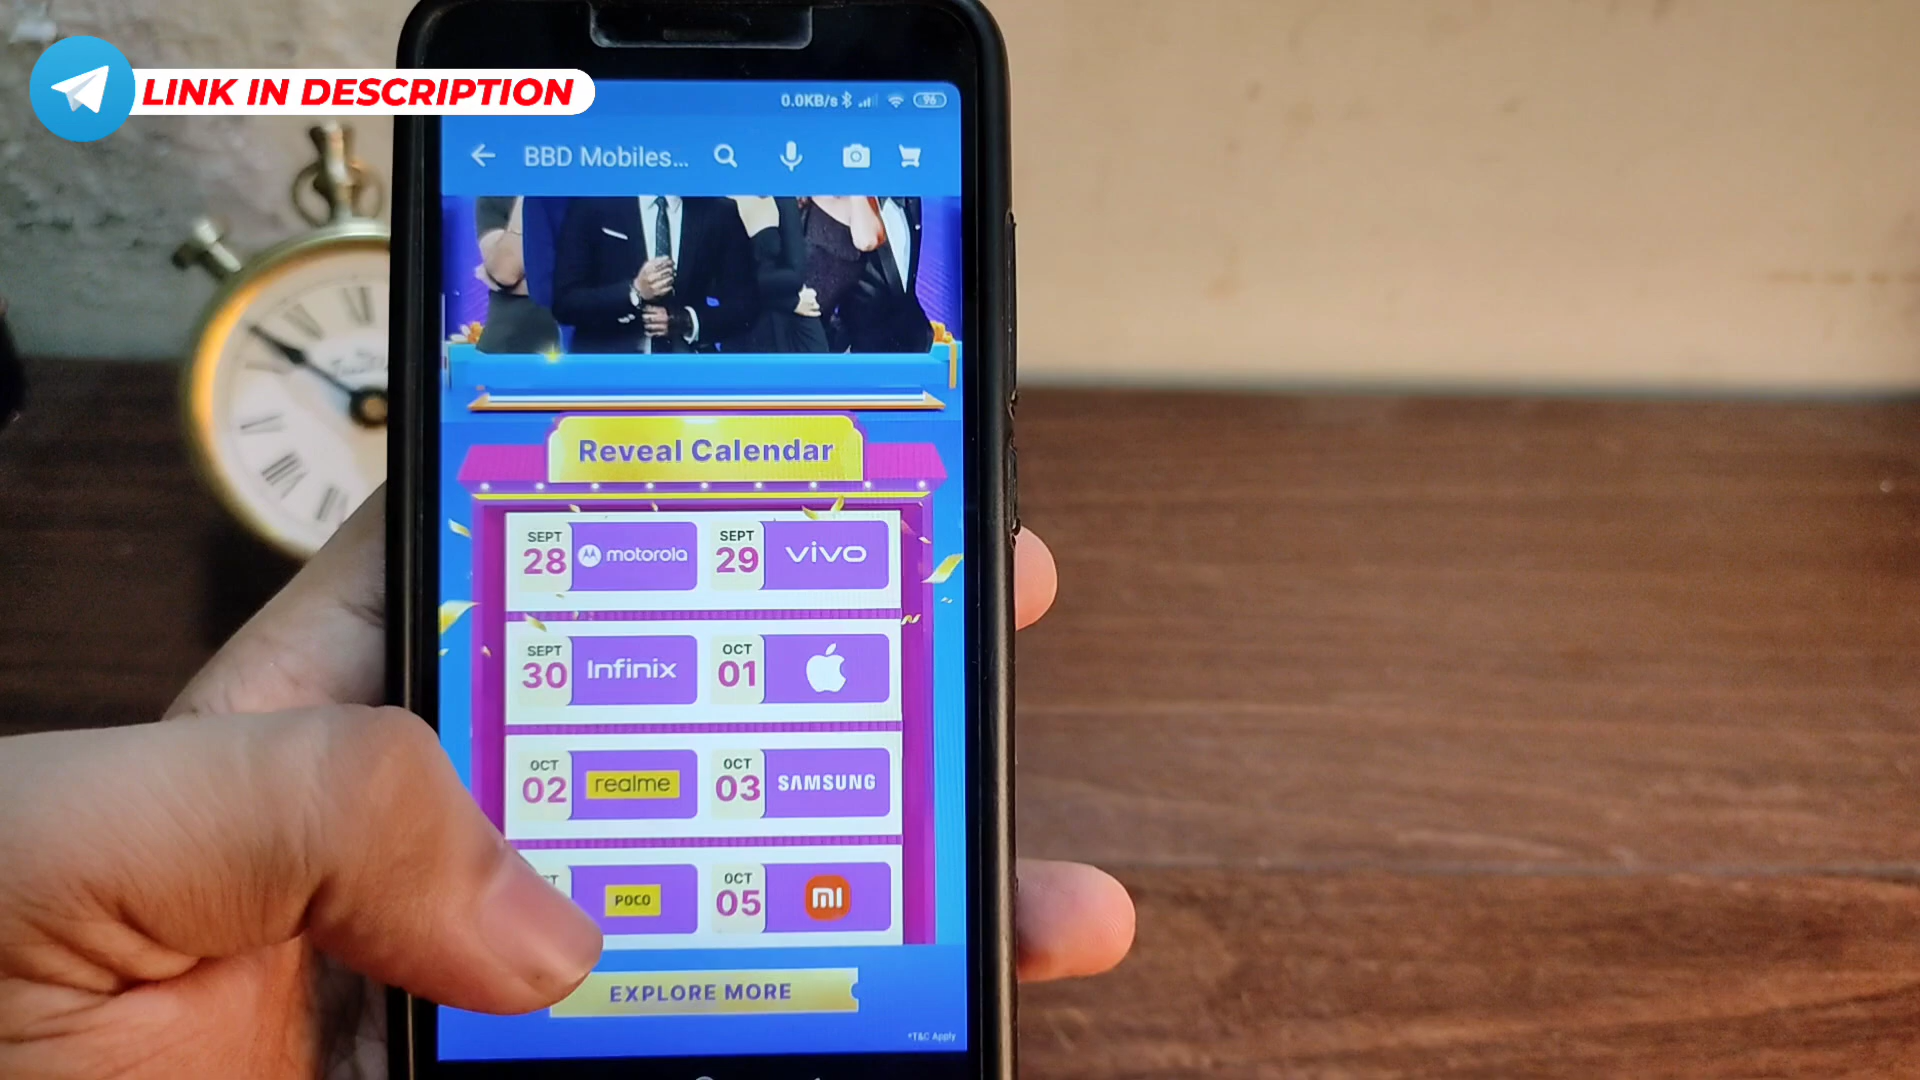 LINK IN DESCRIPTION
0.0KB/s 96
BBD Mobiles...
Reveal Calendar
SEPT 28 motorola
SEPT 29 vivo
SEPT 30 Infinix
OCT 01
OCT 02 realme
OCT 03 SAMSUNG
POCO
OCT 05 mi
EXPLORE MORE
*T&C Apply